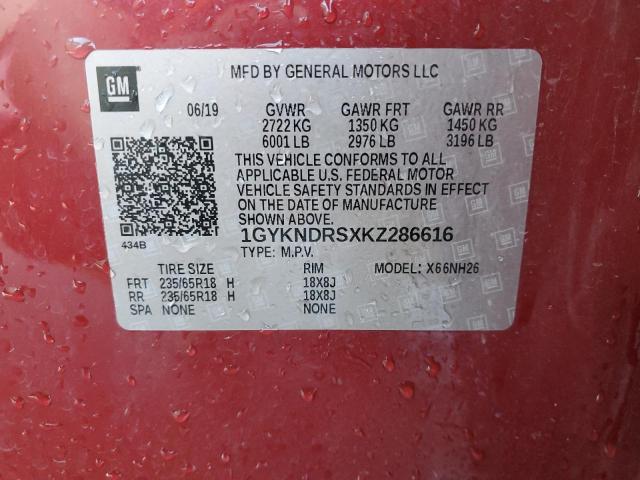 GM
MFD BY GENERAL MOTORS LLC
06/19 GVWR GAWR FRT GAWR RR
2722 KG 1350 KG 1450 KG
6001 LB 2976 LB 3196 LB
THIS VEHICLE CONFORMS TO ALL
APPLICABLE U.S. FEDERAL MOTOR
VEHICLE SAFETY STANDARDS IN EFFECT
ON THE DATE OF MANUFACTURE
SHOWN ABOVE.
1GYKNDRSXKZ286616
434B
TYPE: M.P.V.
TIRE SIZE RIM MODEL: X66NH26
FRT 235/65R18 H 18X8J
RR 235/65R18 H 18X8J
SPA NONE NONE